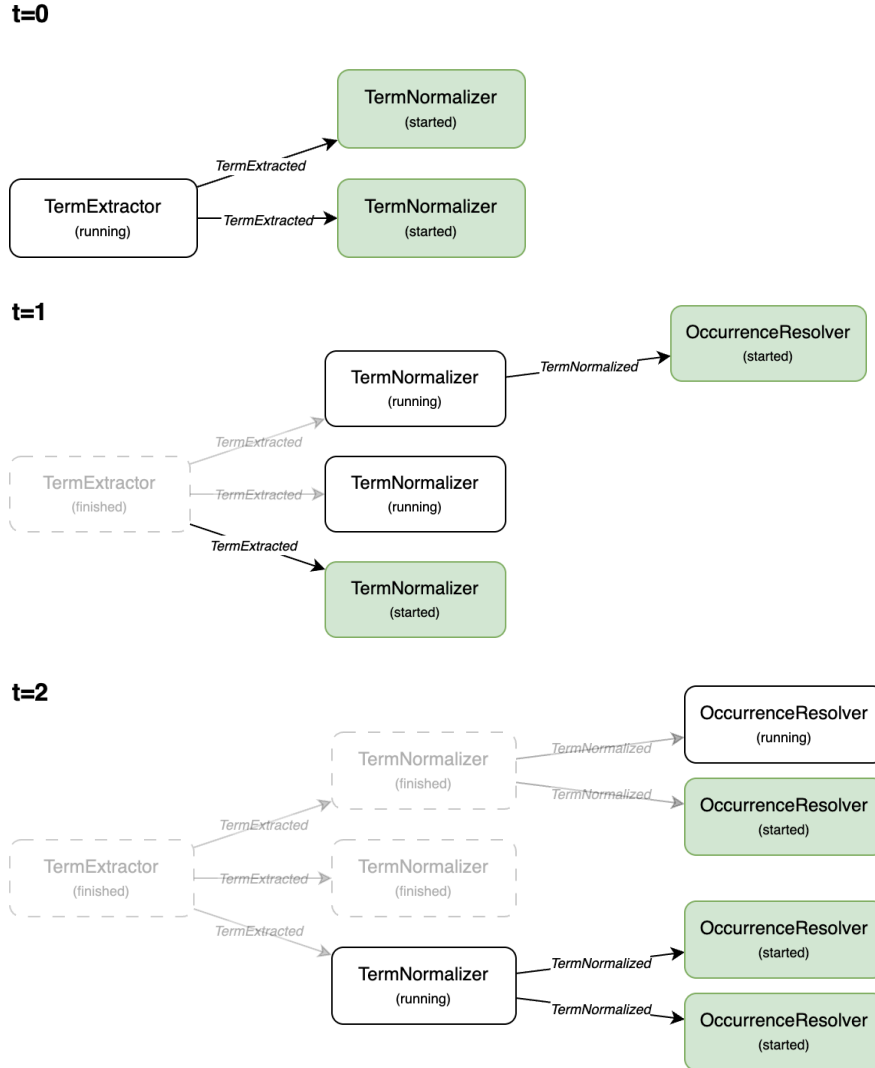 t=0
TermNormalizer
(started)
TermExtracted
TermExtractor
(running)
TermExtracted
TermNormalizer
(started)
t=1
OccurrenceResolver
(started)
TermNormalizer
(running)
TermNormalized
TermExtracted
TermExtractor
(finished)
TermExtracted
TermNormalizer
(running)
TermExtracted
TermNormalizer
(started)
t=2
OccurrenceResolver
(running)
TermNormalizer
(finished)
TermNormalized
TermNormalized
OccurrenceResolver
(started)
TermExtracted
TermExtractor
(finished)
TermExtracted
TermNormalizer
(finished)
TermExtracted
OccurrenceResolver
(started)
TermNormalizer
(running)
TermNormalized
TermNormalized
OccurrenceResolver
(started)